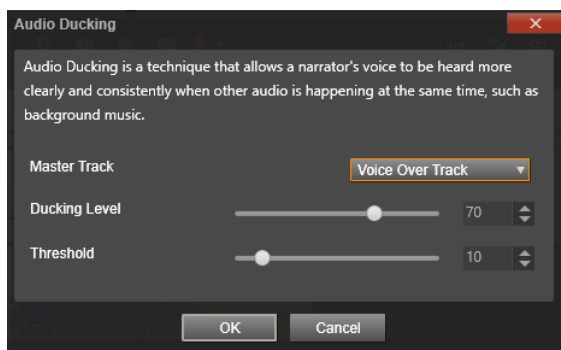 Audio Ducking
Audio Ducking is a technique that allows a narrator's voice to be heard more
clearly and consistently when other audio is happening at the same time, such as
background music.
Master Track Voice Over Track
Ducking Level 70
Threshold 10
OK Cancel